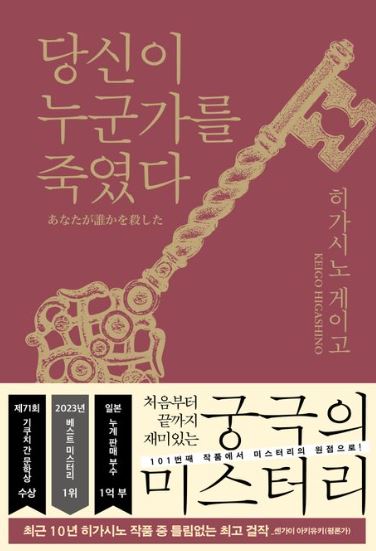 당신이
누군가를
죽였다
あなたが誰かを殺した
히가시노 게이고
KEIGO HIGASHINO
제71회
기쿠치 간 문학상
수상
2023년
베스트 미스터리
1위
일본
누계 판매 부수
1억 부
처음부터
끝까지
재미있는
궁극의
101번째 작품에서 미스터리의 원점으로!
미스터리
최근 10년 히가시노 작품 중 틀림없는 최고 걸작 _센가이 아키유키(평론가)